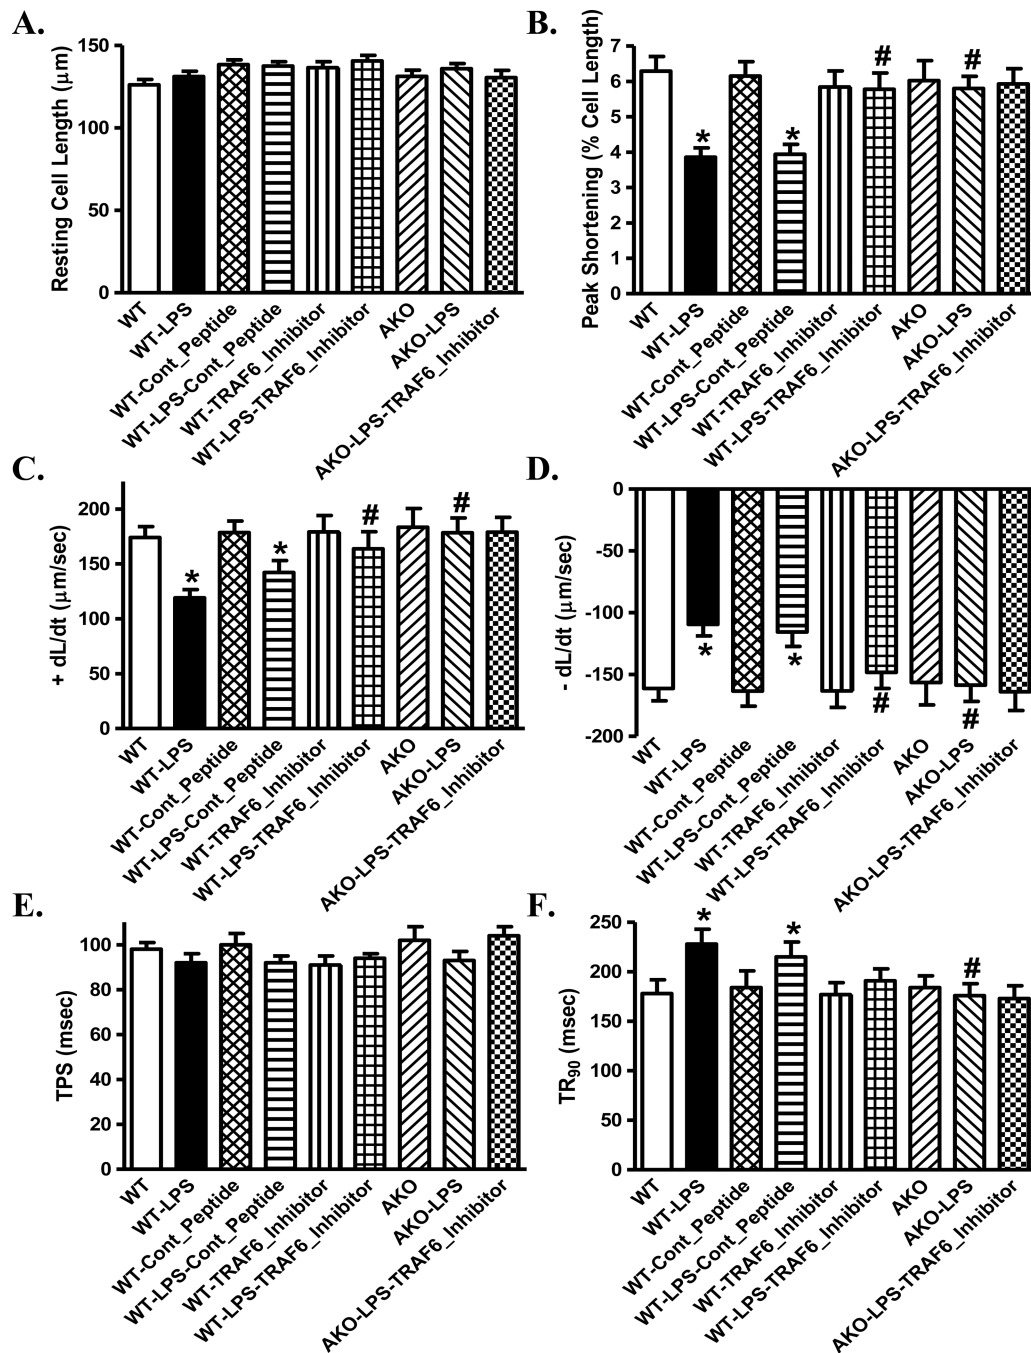 A.
Resting Cell Length (μm)
150
100
50
0
WT
WT-LPS
WT-Cont_Peptide
WT-LPS-Cont_Peptide
WT-TRAF6_Inhibitor
WT-LPS-TRAF6_Inhibitor
AKO
AKO-LPS
AKO-LPS-TRAF6_Inhibitor
B.
Peak Shortening (% Cell Length)
7
6
5
4
3
2
1
0
*
*
#
#
WT
WT-LPS
WT-Cont_Peptide
WT-LPS-Cont_Peptide
WT-TRAF6_Inhibitor
WT-LPS-TRAF6_Inhibitor
AKO
AKO-LPS
AKO-LPS-TRAF6_Inhibitor
C.
+ dL/dt (μm/sec)
200
150
100
50
0
*
*
#
#
WT
WT-LPS
WT-Cont_Peptide
WT-LPS-Cont_Peptide
WT-TRAF6_Inhibitor
WT-LPS-TRAF6_Inhibitor
AKO
AKO-LPS
AKO-LPS-TRAF6_Inhibitor
D.
- dL/dt (μm/sec)
0
-50
-100
-150
-200
*
*
#
#
WT
WT-LPS
WT-Cont_Peptide
WT-LPS-Cont_Peptide
WT-TRAF6_Inhibitor
WT-LPS-TRAF6_Inhibitor
AKO
AKO-LPS
AKO-LPS-TRAF6_Inhibitor
E.
TPS (msec)
100
80
60
40
20
0
WT
WT-LPS
WT-Cont_Peptide
WT-LPS-Cont_Peptide
WT-TRAF6_Inhibitor
WT-LPS-TRAF6_Inhibitor
AKO
AKO-LPS
AKO-LPS-TRAF6_Inhibitor
F.
TR90 (msec)
250
200
150
100
50
0
*
*
#
WT
WT-LPS
WT-Cont_Peptide
WT-LPS-Cont_Peptide
WT-TRAF6_Inhibitor
WT-LPS-TRAF6_Inhibitor
AKO
AKO-LPS
AKO-LPS-TRAF6_Inhibitor